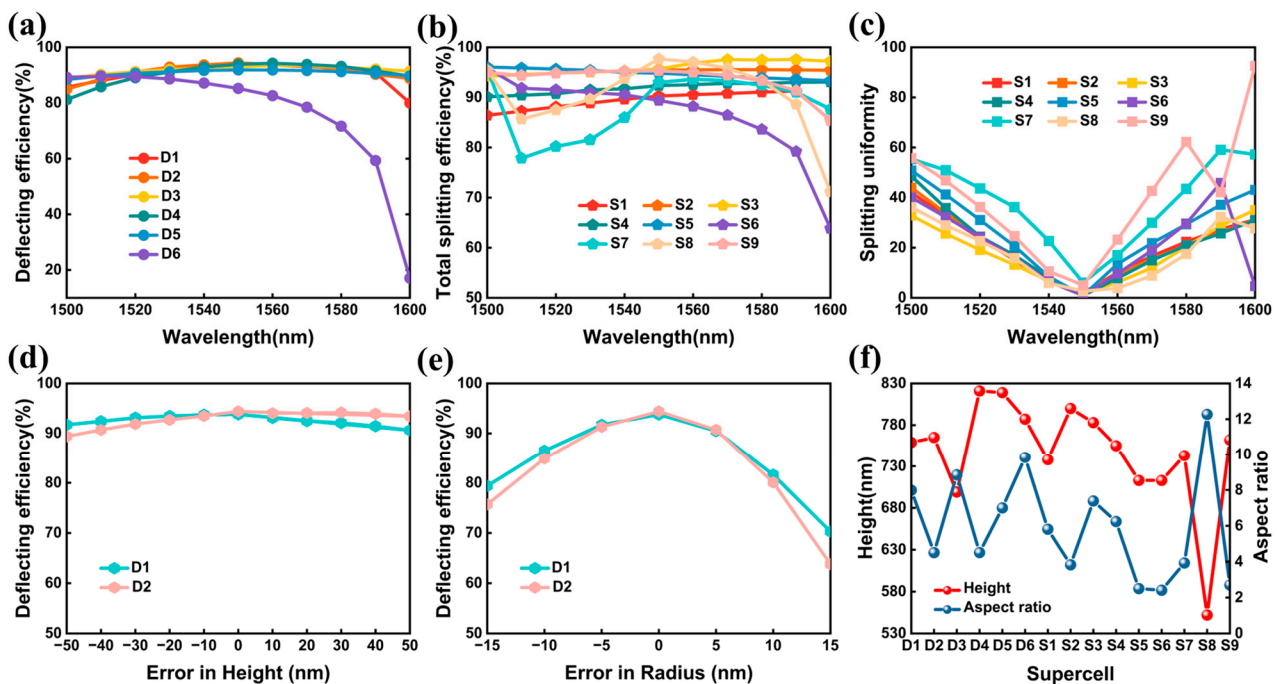 (a)
Deflecting efficiency(%)
100
80
60
40
20
D1
D2
D3
D4
D5
D6
1500 1520 1540 1560 1580 1600
Wavelength(nm)
(b)
Total splitting efficiency(%)
100
90
80
70
60
50
S1 S2 S3
S4 S5 S6
S7 S8 S9
1500 1520 1540 1560 1580 1600
Wavelength(nm)
(c)
Splitting uniformity
100
80
60
40
20
0
S1 S2 S3
S4 S5 S6
S7 S8 S9
1500 1520 1540 1560 1580 1600
Wavelength(nm)
(d)
Deflecting efficiency(%)
100
90
80
70
60
50
D1
D2
−50 −40 −30 −20 −10 0 10 20 30 40 50
Error in Height (nm)
(e)
Deflecting efficiency(%)
100
90
80
70
60
50
D1
D2
−15 −10 −5 0 5 10 15
Error in Radius (nm)
(f)
Height(nm)
830
780
730
680
630
580
530
Height
Aspect ratio
14
12
10
8
6
4
2
0
Aspect ratio
D1 D2 D3 D4 D5 D6 S1 S2 S3 S4 S5 S6 S7 S8 S9
Supercell